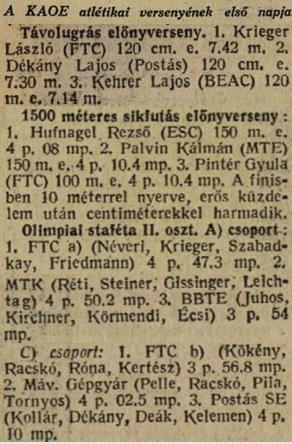 A KAOE atlétikai versenyének első napja
Távolugrás előnyverseny. 1. Krieger
László (FTC) 120 cm. e. 7.42 m. 2.
Dékány Lajos (Postás) 120 cm. e.
7.30 m. 3. Kehrer Lajos (BEAC) 120
m. e. 7.14 m.
1500 méteres sikfutás előnyverseny:
1. Hufnagel Rezső (ESC) 150 m. e.
4 p. 08 mp. 2. Palvin Kálmán (MTE)
150 m. e. 4 p. 10.4 mp. 3. Pintér Gyula
(FTC) 100 m. e. 4 p. 10.4 mp. A finis-
ben 10 méterrel nyerve, erős küzde-
lem után centiméterekkel harmadik.
Olimpiai staféta II. oszt. A) csoport:
1. FTC a) (Néveri, Krieger, Szabad-
kay, Friedmann) 4 p. 47.3 mp. 2.
MTK (Réti, Steiner, Gissinger, Leich-
tag) 4 p. 50.2 mp. 3. BBTE (Juhos,
Kirchner, Körmendi, Écsi) 3 p. 54
mp.
C) csoport: 1. FTC b) (Kökény,
Racskó, Róna, Kertész) 3 p. 56.8 mp.
2. Máv. Gépgyár (Pelle, Racskó, Pila,
Tornyos) 4 p. 02.5 mp. 3. Postás SE
(Kollár, Dékány, Deák, Kelemen) 4 p.
10 mp.